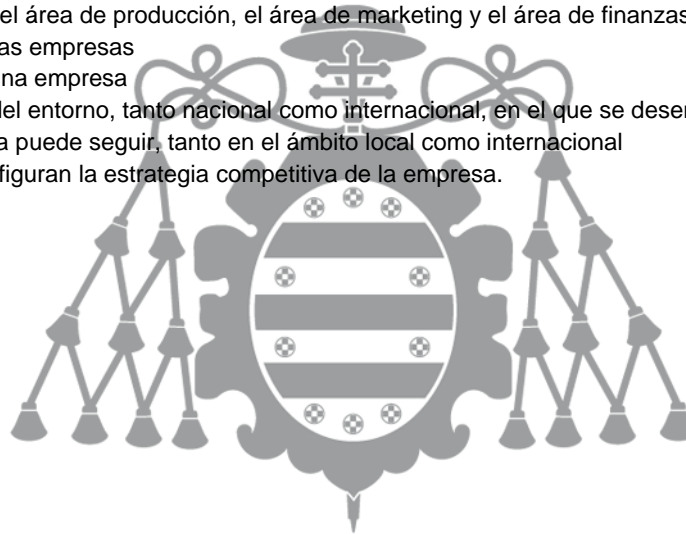 el área de producción, el área de marketing y el área de finanzas
as empresas
na empresa
del entorno, tanto nacional como internacional, en el que se deser
a puede seguir, tanto en el ámbito local como internacional
figuran la estrategia competitiva de la empresa.